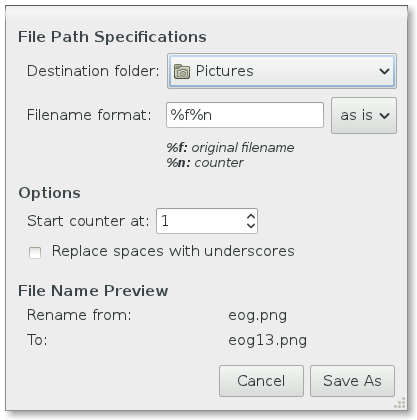 File Path Specifications
Destination folder: Pictures
Filename format: %f%n as is
%f: original filename
%n: counter
Options
Start counter at: 1
Replace spaces with underscores
File Name Preview
Rename from: eog.png
To: eog13.png
Cancel Save As